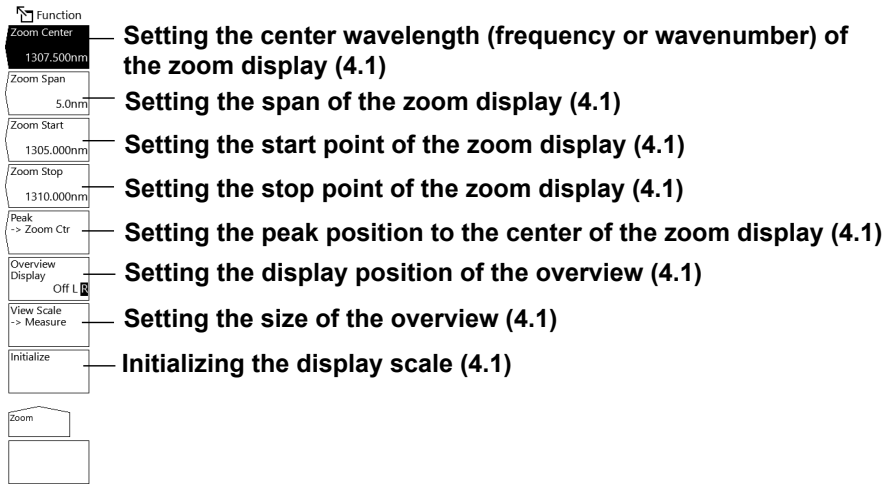 Function
Zoom Center
1307.500nm
Setting the center wavelength (frequency or wavenumber) of
the zoom display (4.1)
Zoom Span
5.0nm
Setting the span of the zoom display (4.1)
Zoom Start
1305.000nm
Setting the start point of the zoom display (4.1)
Zoom Stop
1310.000nm
Setting the stop point of the zoom display (4.1)
Peak
-> Zoom Ctr
Setting the peak position to the center of the zoom display (4.1)
Overview
Display
Off L R
Setting the display position of the overview (4.1)
View Scale
-> Measure
Setting the size of the overview (4.1)
Initialize
Initializing the display scale (4.1)
Zoom